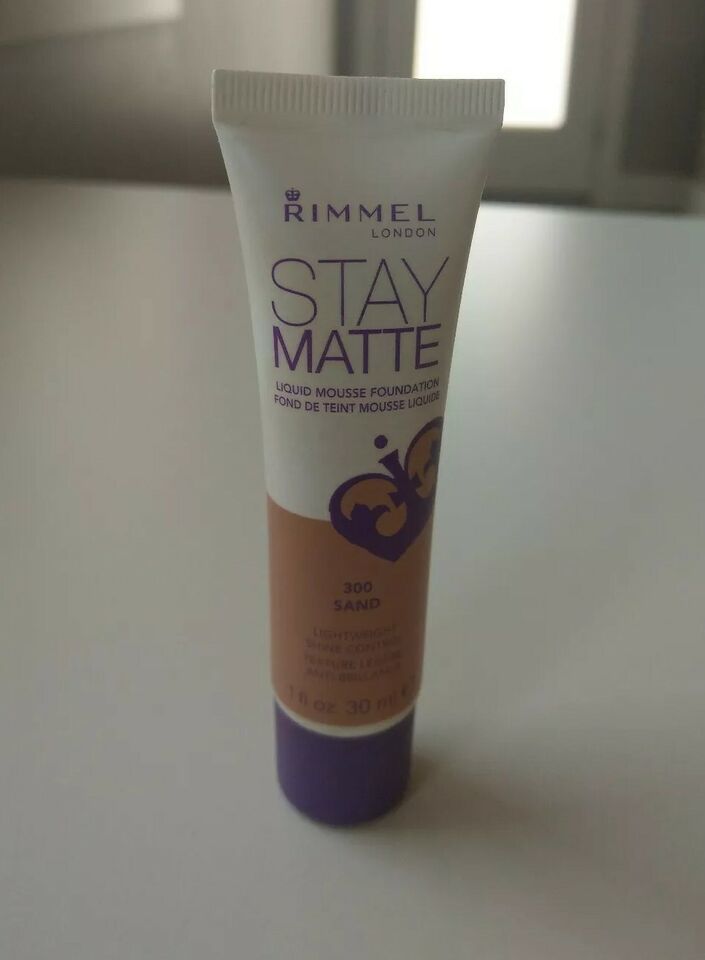 RIMMEL
LONDON
STAY
MATTE
LIQUID MOUSSE FOUNDATION
FOND DE TEINT MOUSSE LIQUIDE
300
SAND
LIGHTWEIGHT
SHINE CONTROL
TEXTURE LÉGÈRE
ANTI-BRILLANCE
1 fl oz. 30 ml e